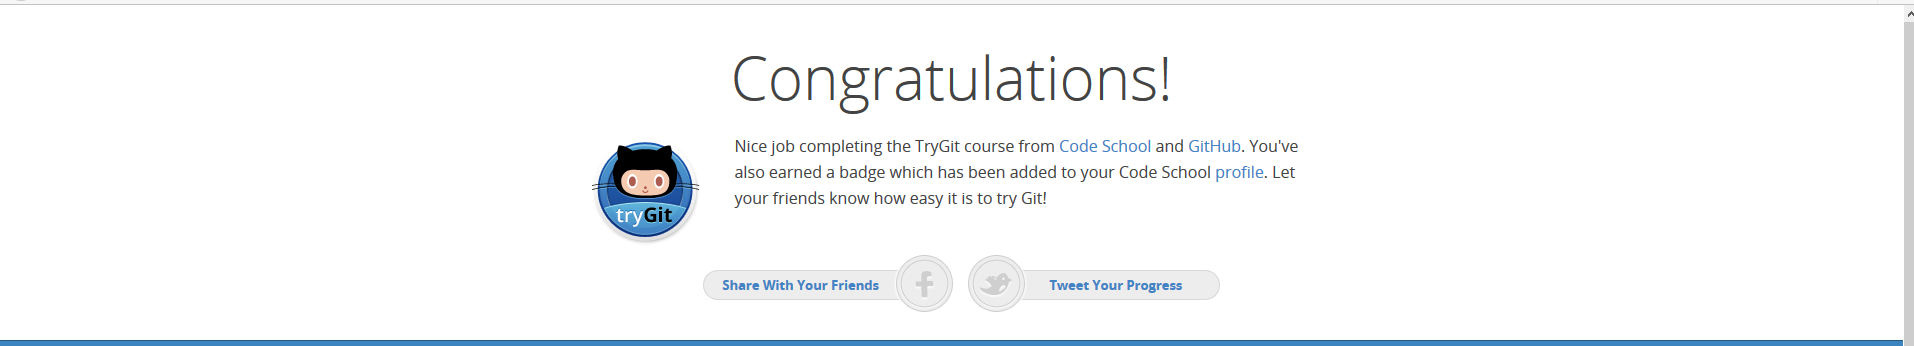 Congratulations!
Nice job completing the TryGit course from Code School and GitHub. You've
also earned a badge which has been added to your Code School profile. Let
your friends know how easy it is to try Git!
tryGit
Share With Your Friends
Tweet Your Progress